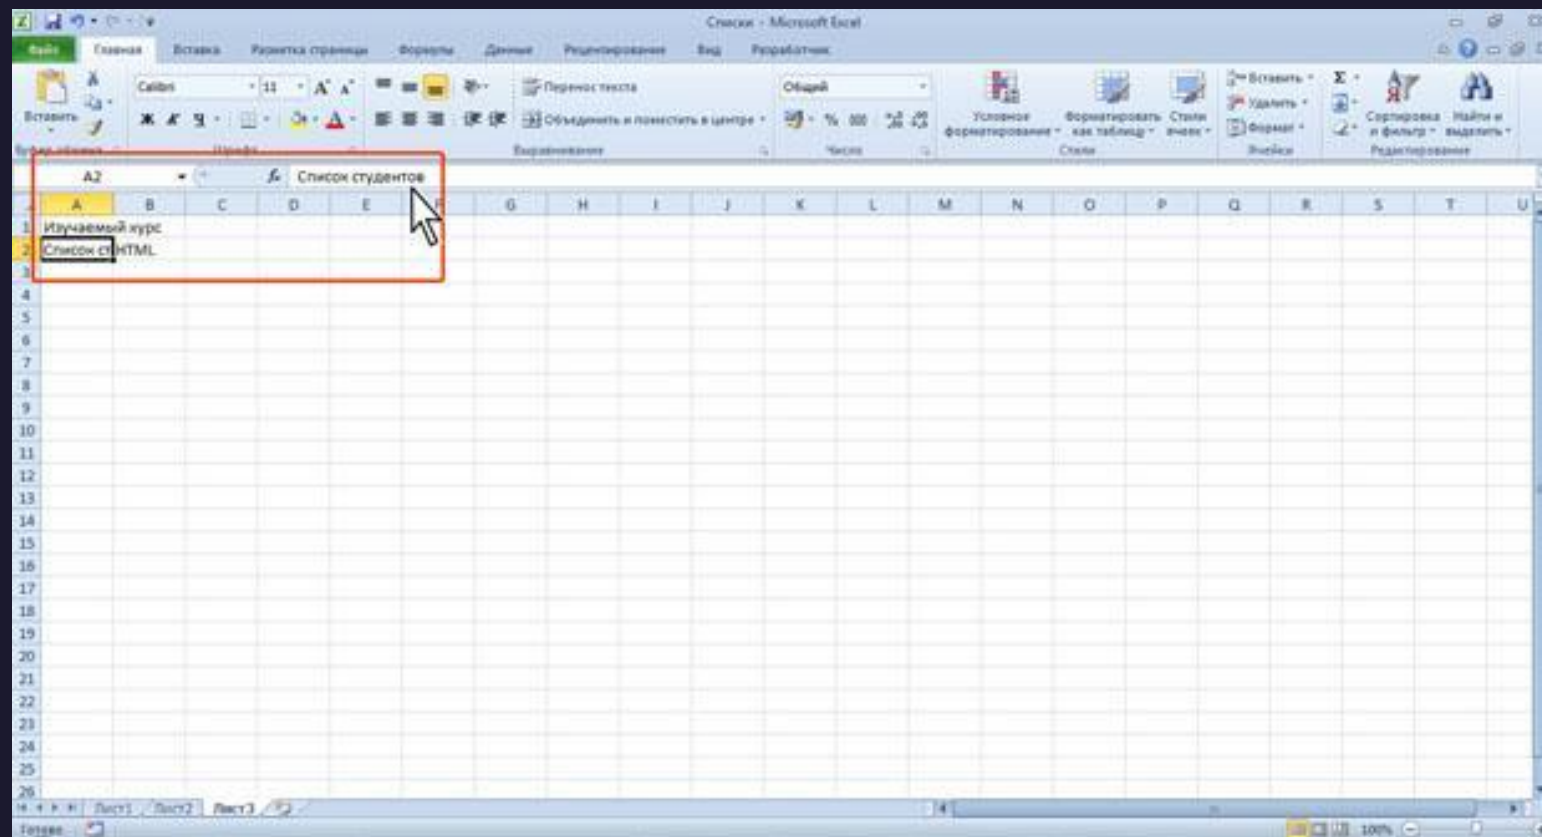 Списки - Microsoft Excel
Файл Главная Вставка Разметка страницы Формулы Данные Рецензирование Вид Разработчик
Calibri 11 Перенос текста Общий Вставить Σ
Ж К Ч Объединить и поместить в центре % 000 Удалить
Вставить Условное форматирование Форматировать как таблицу Стили ячеек Формат Сортировка и фильтр Найти и выделить
Буфер обмена Шрифт Выравнивание Число Стили Ячейки Редактирование
A2 fx Список студентов
A B C D E F G H I J K L M N O P Q R S T U
1 Изучаемый курс
2 Список ст HTML
3
4
5
6
7
8
9
10
11
12
13
14
15
16
17
18
19
20
21
22
23
24
25
26
Лист1 Лист2 Лист3
Готово 100%